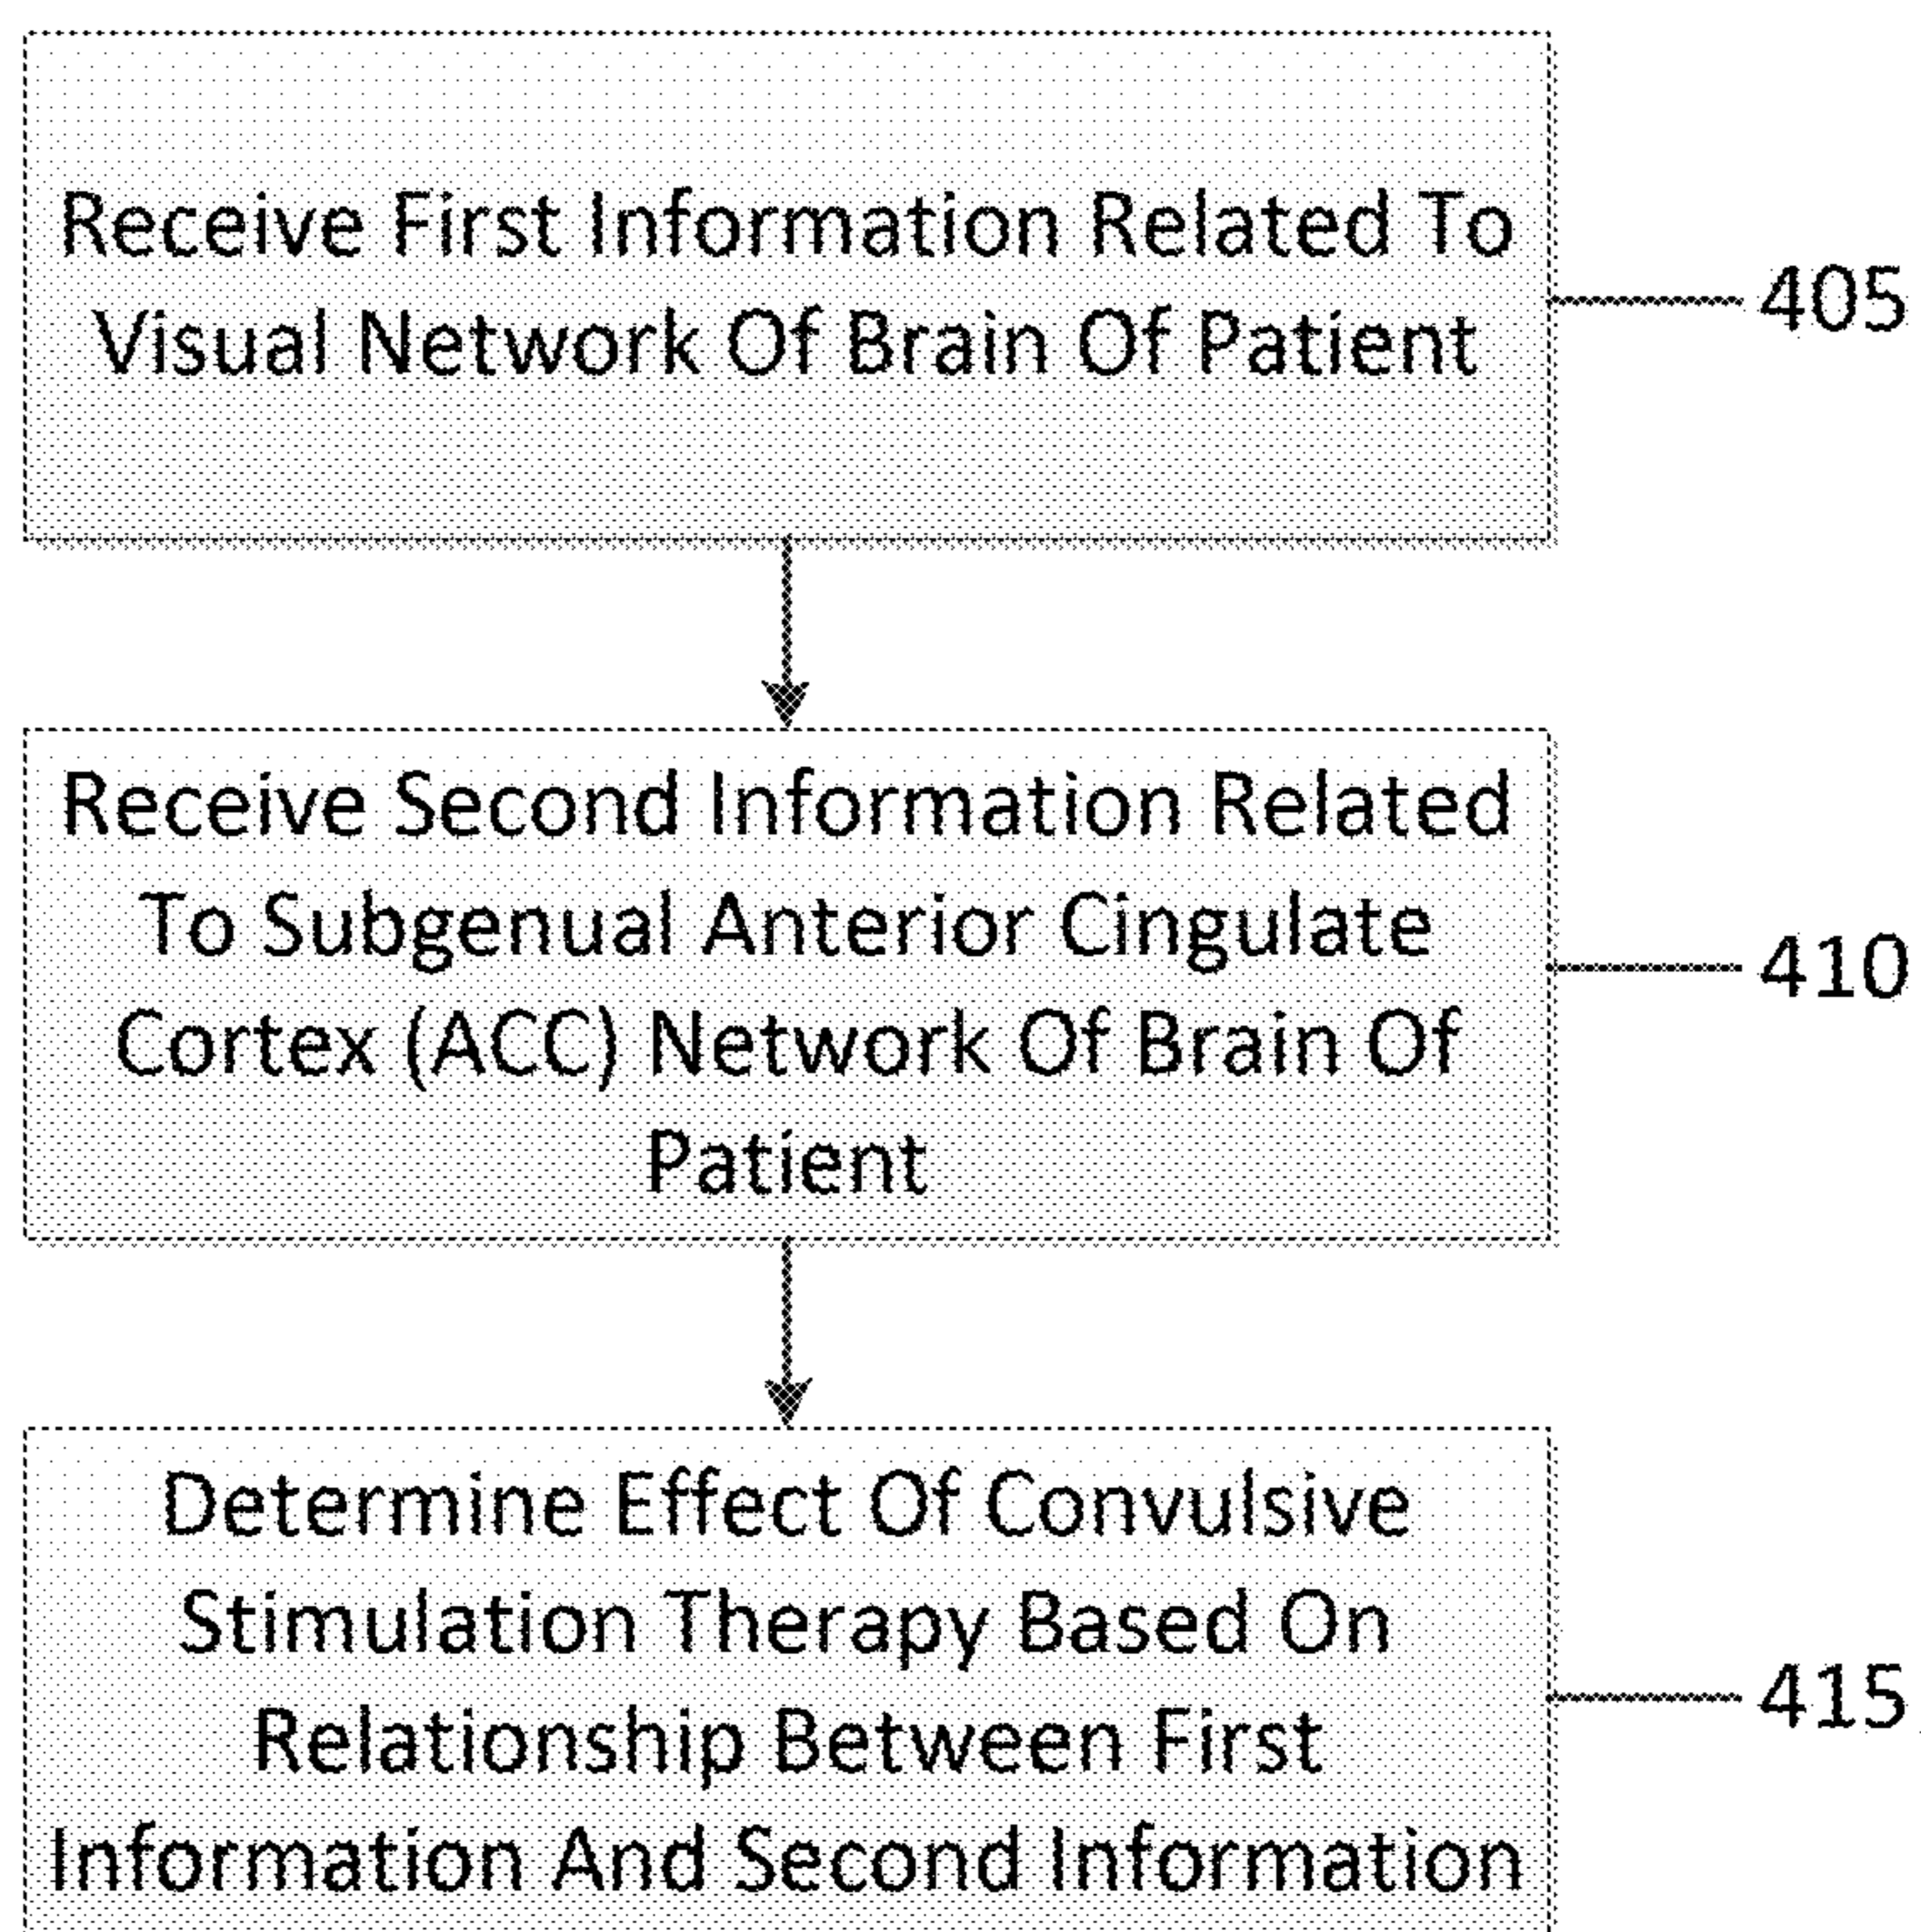 Receive First Information Related To
Visual Network Of Brain Of Patient
405
Receive Second Information Related
To Subgenual Anterior Cingulate
Cortex (ACC) Network Of Brain Of
Patient
410
Determine Effect Of Convulsive
Stimulation Therapy Based On
Relationship Between First
Information And Second Information
415